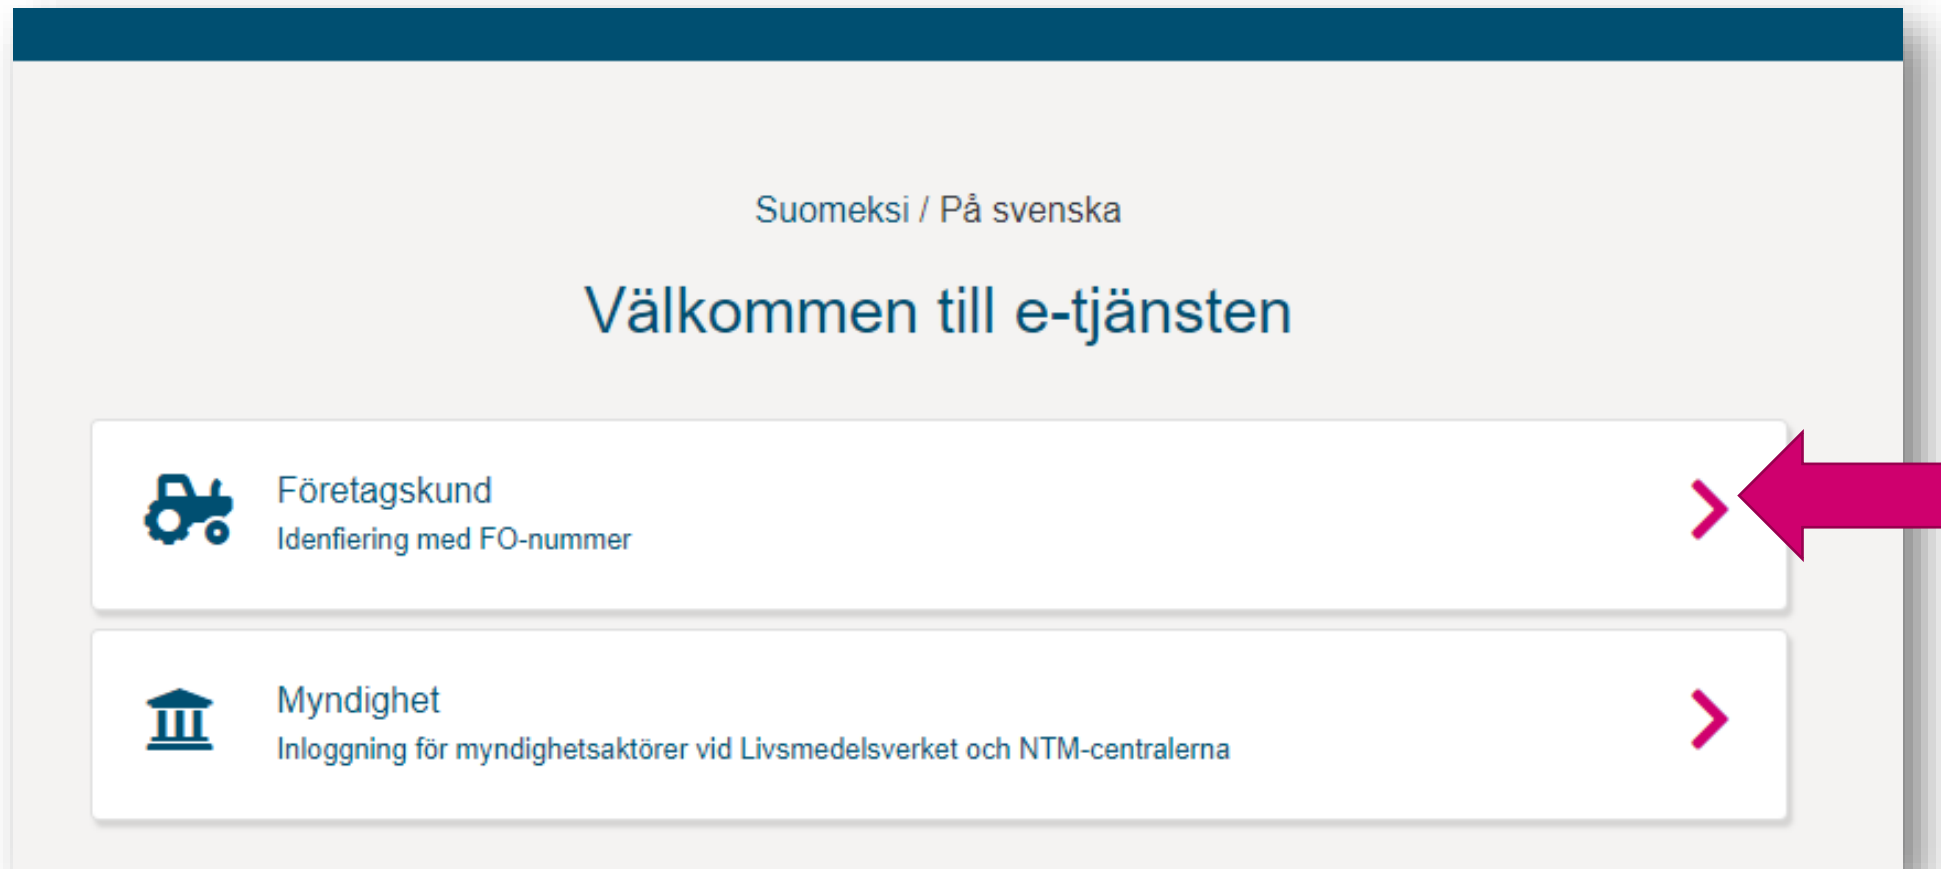 Suomeksi / På svenska
Välkommen till e-tjänsten
Företagskund
Idenfiering med FO-nummer
Myndighet
Inloggning för myndighetsaktörer vid Livsmedelsverket och NTM-centralerna